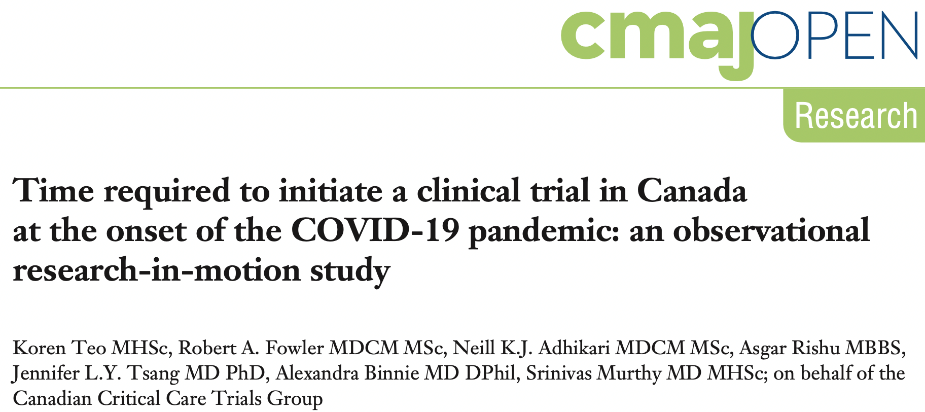 cmajOPEN
Research
Time required to initiate a clinical trial in Canada
at the onset of the COVID-19 pandemic: an observational
research-in-motion study
Koren Teo MHSc, Robert A. Fowler MDCM MSc, Neill K.J. Adhikari MDCM MSc, Asgar Rishu MBBS,
Jennifer L.Y. Tsang MD PhD, Alexandra Binnie MD DPhil, Srinivas Murthy MD MHSc; on behalf of the
Canadian Critical Care Trials Group